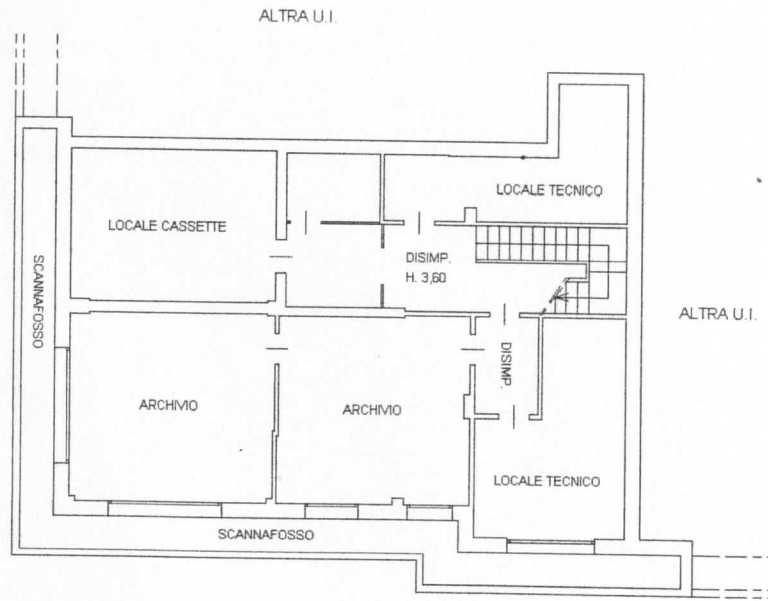 ALTRA U.I.
LOCALE TECNICO
LOCALE CASSETTE
DISIMP.
H. 3,60
SCANNAFOSSO
ALTRA U.I.
DISIMP.
ARCHIVIO
ARCHIVIO
LOCALE TECNICO
SCANNAFOSSO